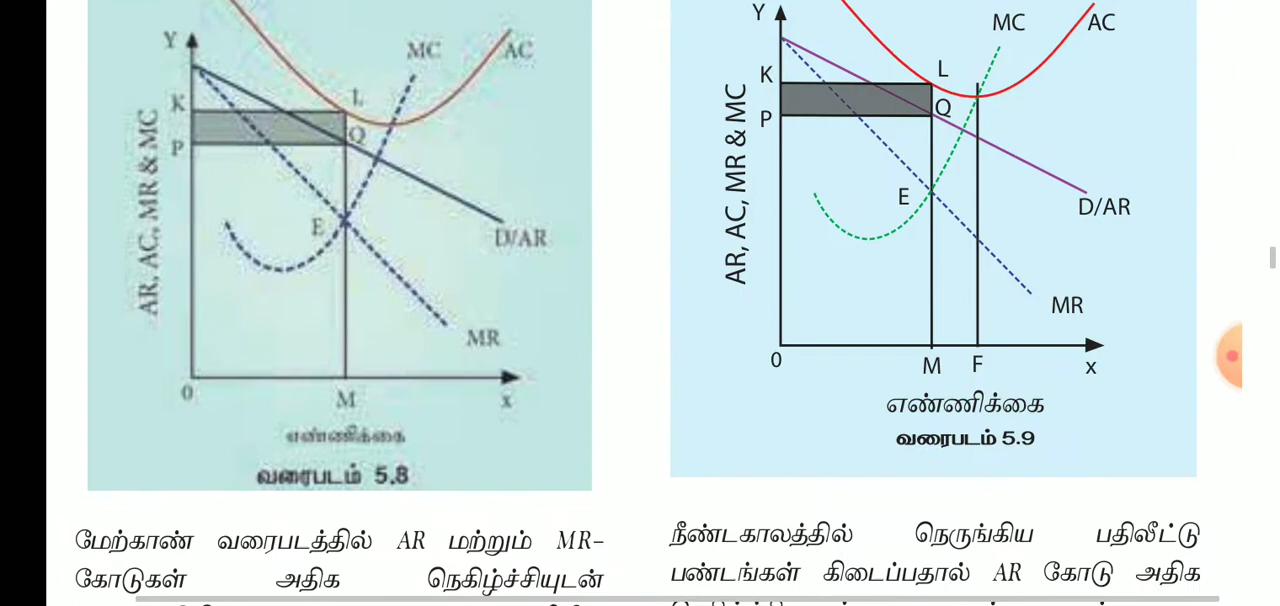 Y
MC
AC
K
L
Q
P
AR, AC, MR & MC
E
D/AR
MR
0
M
x
எண்ணிக்கை
வரைபடம் 5.8
மேற்காண் வரைபடத்தில் AR மற்றும் MR–
கோடுகள் அதிக நெகிழ்ச்சியுடன்
Y
MC
AC
K
L
Q
P
AR, AC, MR & MC
E
D/AR
MR
0
M
F
x
எண்ணிக்கை
வரைபடம் 5.9
நீண்டகாலத்தில் நெருங்கிய பதிலீட்டு
பண்டங்கள் கிடைப்பதால் AR கோடு அதிக